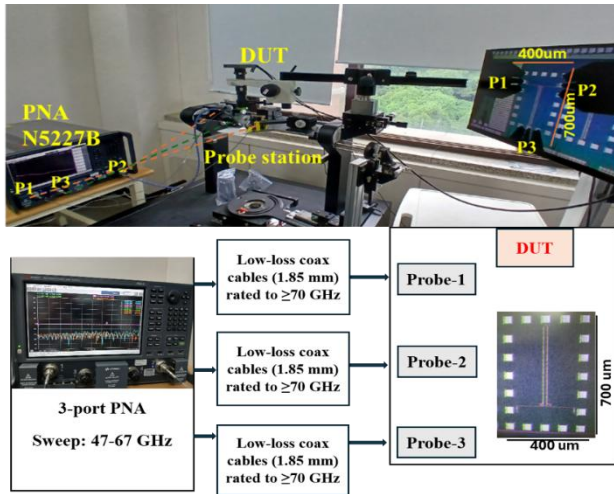 DUT
400um
P1
P2
700um
P3
PNA
N5227B
P2
P1
P3
Probe station
Low-loss coax
cables (1.85 mm)
rated to ≥70 GHz
Probe-1
DUT
Low-loss coax
cables (1.85 mm)
rated to ≥70 GHz
Probe-2
3-port PNA
Sweep: 47-67 GHz
Low-loss coax
cables (1.85 mm)
rated to ≥70 GHz
Probe-3
700 um
400 um